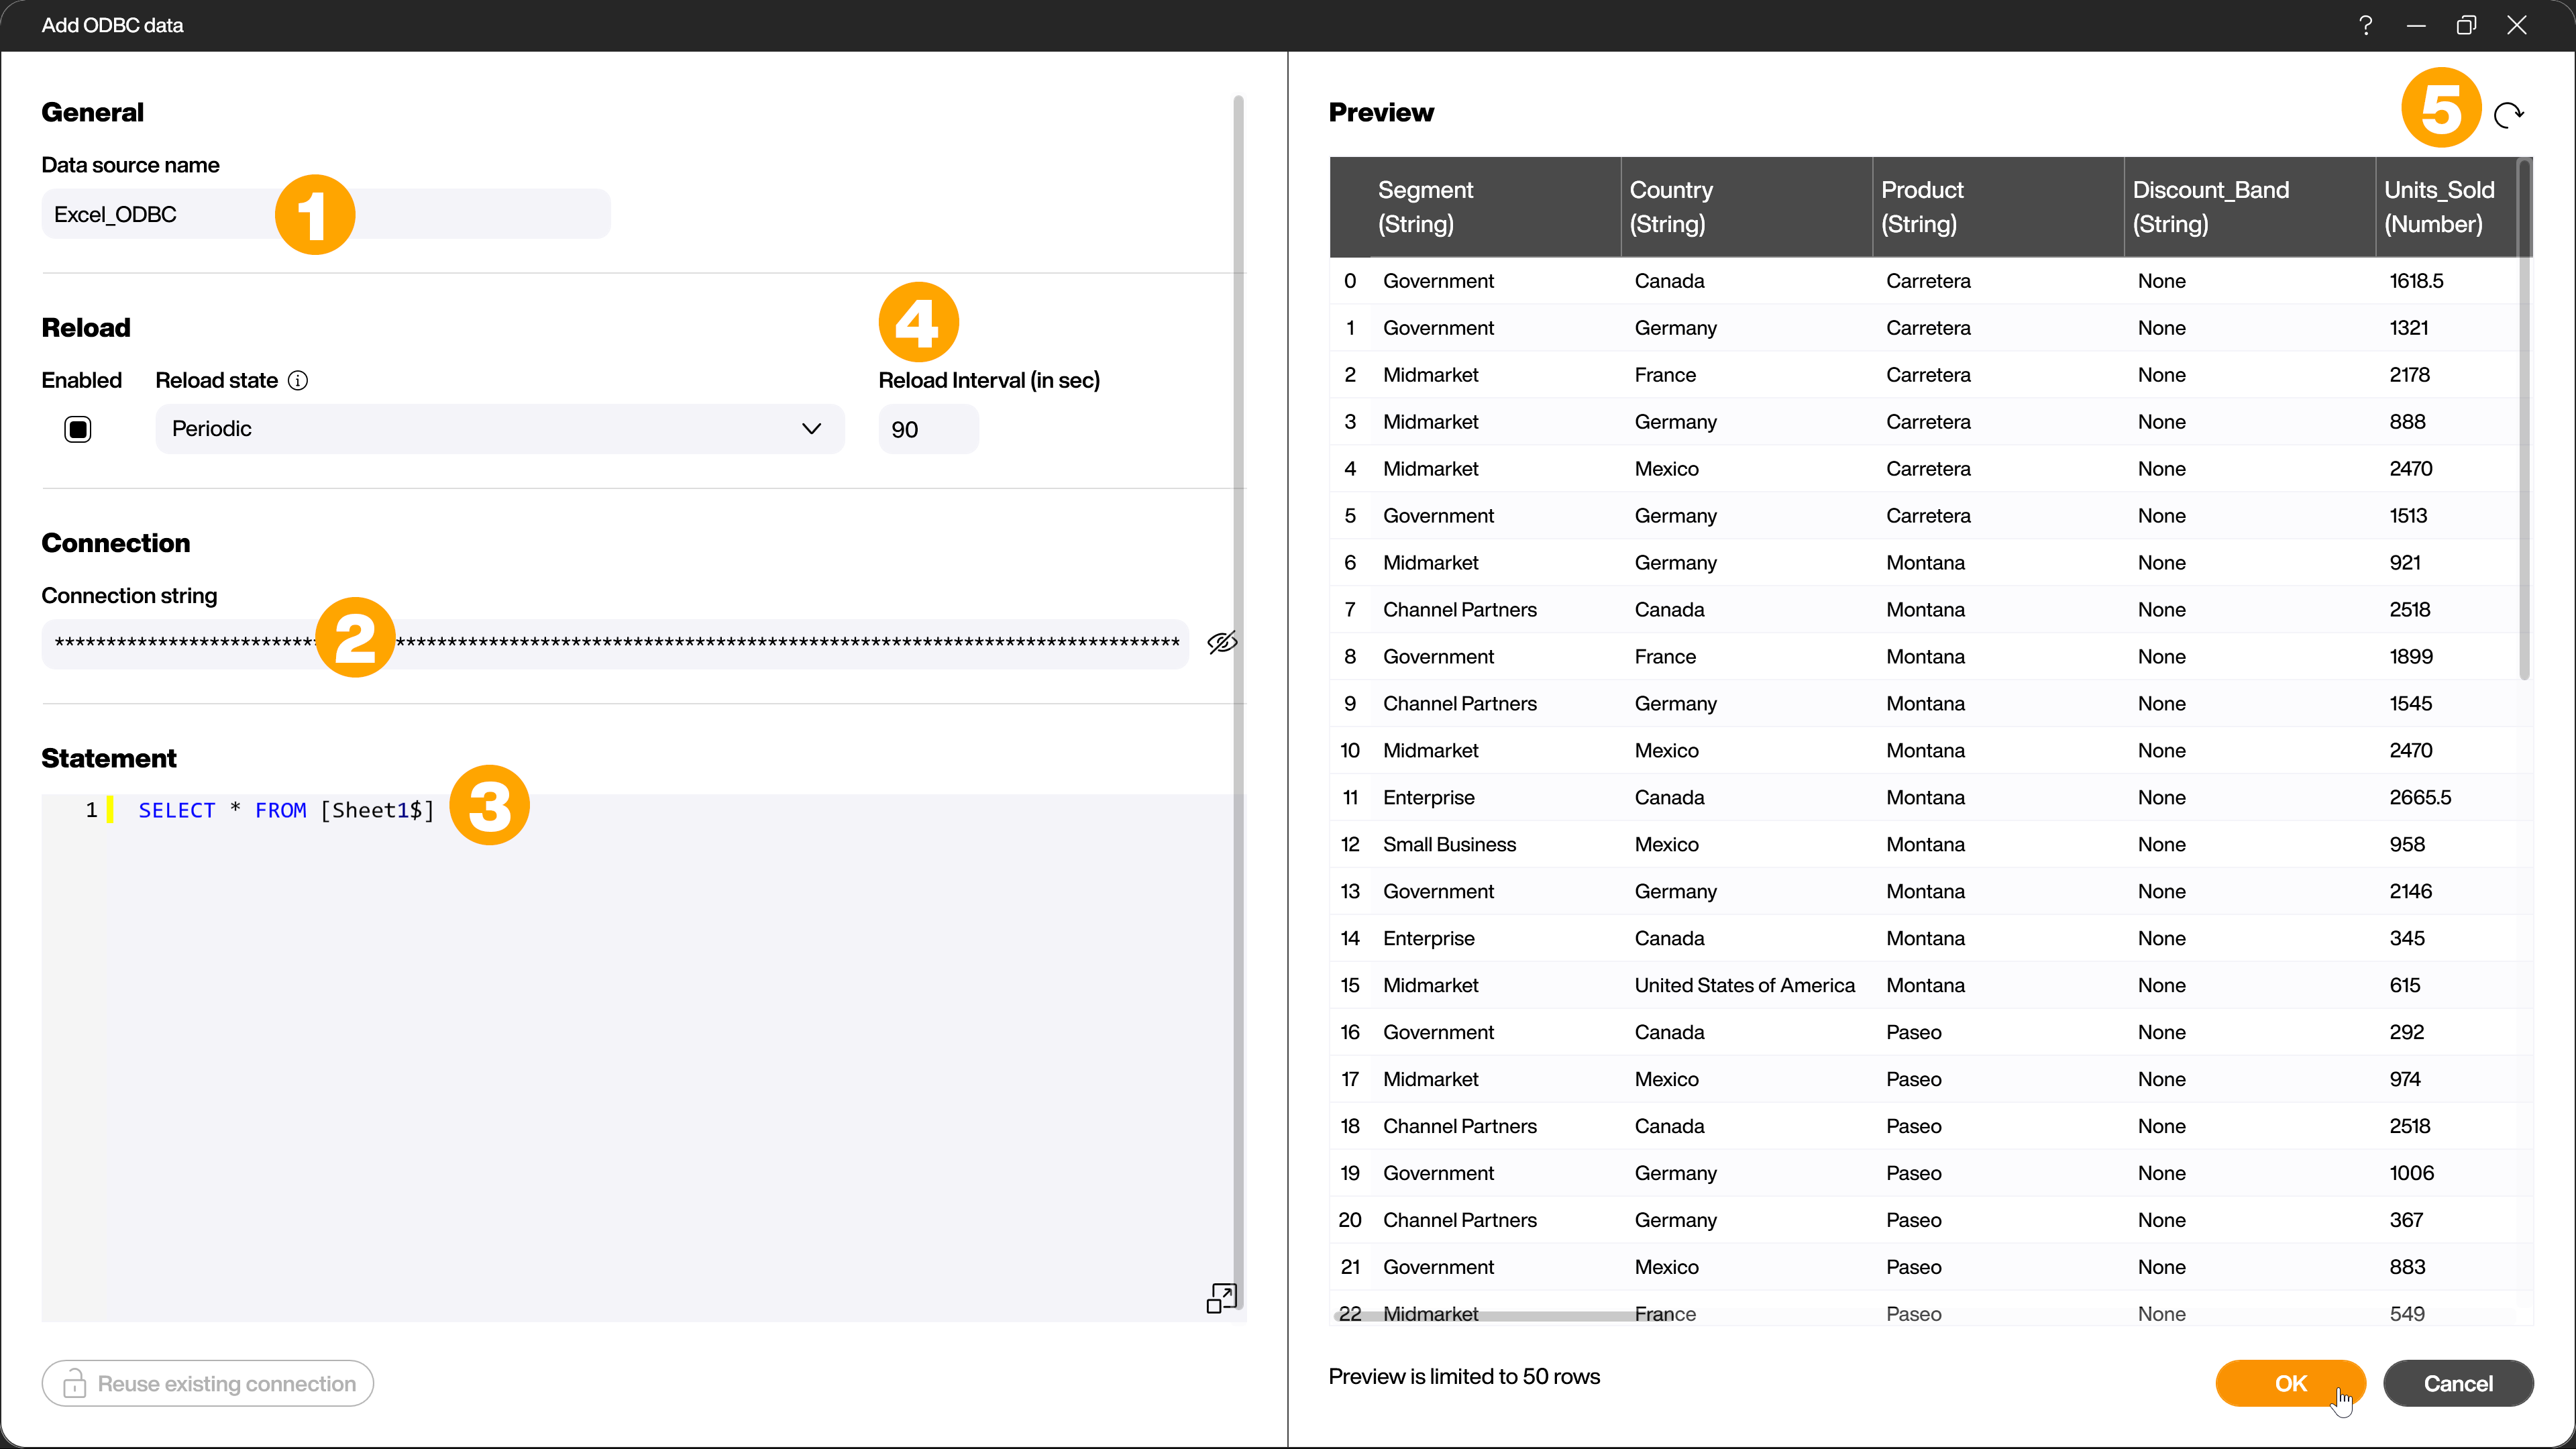 Add ODBC data
General
Data source name
Excel_ODBC
1
Reload
4
Enabled
Reload state
Reload Interval (in sec)
Periodic
90
Connection
Connection string
2
Statement
1 SELECT * FROM [Sheet1$]
3
Reuse existing connection
Preview
5
Segment (String) Country (String) Product (String) Discount_Band (String) Units_Sold (Number)
0 Government Canada Carretera None 1618.5
1 Government Germany Carretera None 1321
2 Midmarket France Carretera None 2178
3 Midmarket Germany Carretera None 888
4 Midmarket Mexico Carretera None 2470
5 Government Germany Carretera None 1513
6 Midmarket Germany Montana None 921
7 Channel Partners Canada Montana None 2518
8 Government France Montana None 1899
9 Channel Partners Germany Montana None 1545
10 Midmarket Mexico Montana None 2470
11 Enterprise Canada Montana None 2665.5
12 Small Business Mexico Montana None 958
13 Government Germany Montana None 2146
14 Enterprise Canada Montana None 345
15 Midmarket United States of America Montana None 615
16 Government Canada Paseo None 292
17 Midmarket Mexico Paseo None 974
18 Channel Partners Canada Paseo None 2518
19 Government Germany Paseo None 1006
20 Channel Partners Germany Paseo None 367
21 Government Mexico Paseo None 883
22 Midmarket France Paseo None 549
Preview is limited to 50 rows
OK
Cancel